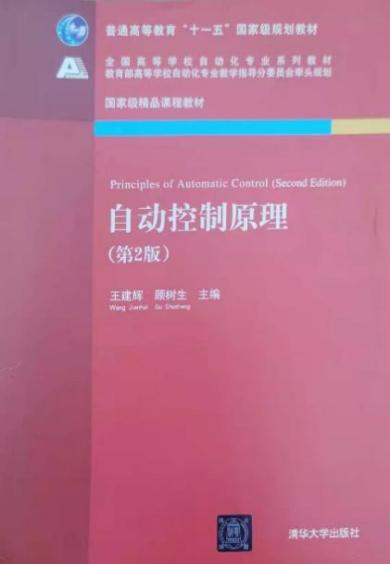 普通高等教育“十一五”国家级规划教材
全国高等学校自动化专业系列教材
教育部高等学校自动化专业教学指导分委员会牵头规划
国家级精品课程教材
Principles of Automatic Control (Second Edition)
自动控制原理
(第2版)
王建辉 顾树生 主编
Wang Jianhui Gu Shusheng
清华大学出版社